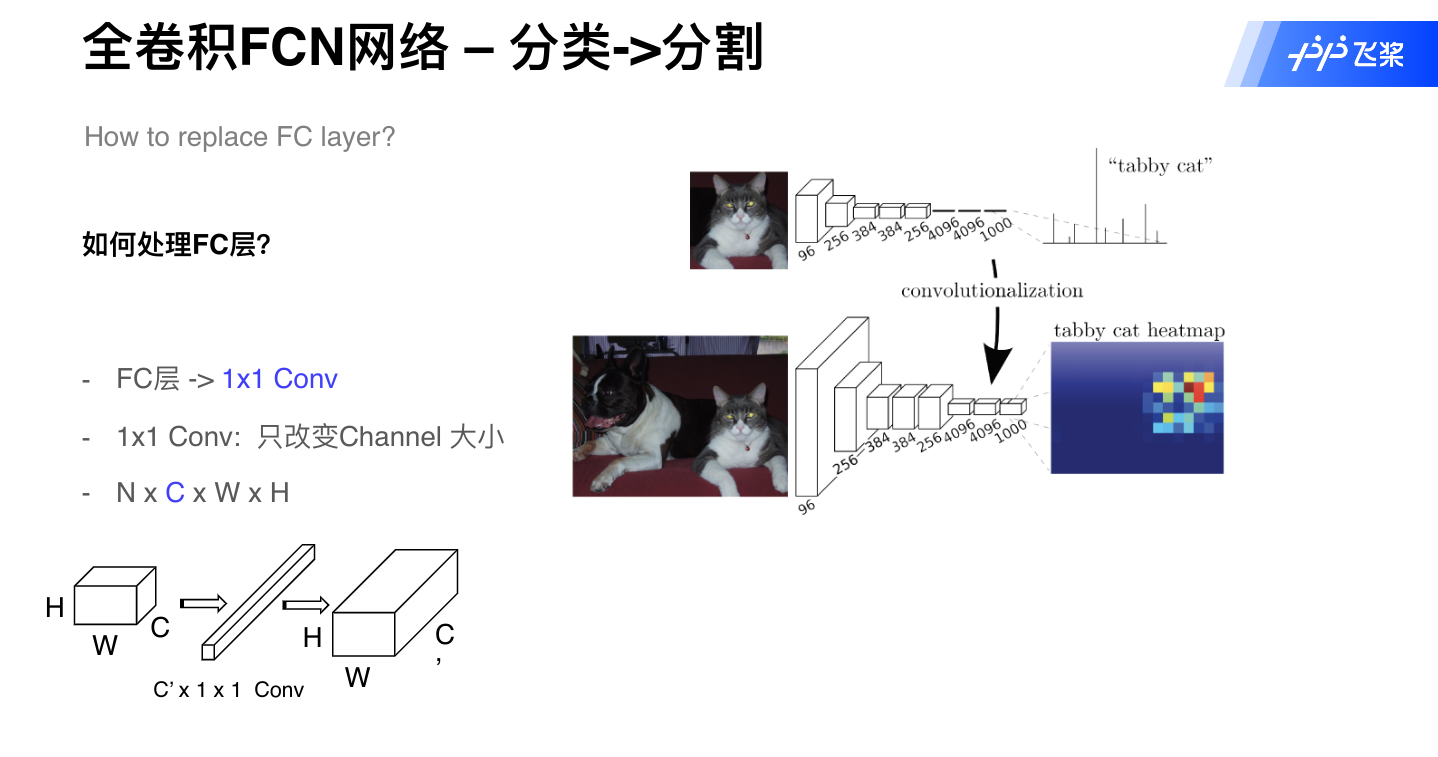 全卷积FCN网络 – 分类->分割
飞桨
How to replace FC layer?
如何处理FC层?
- FC层 -> 1x1 Conv
- 1x1 Conv: 只改变Channel 大小
- N x C x W x H
H
W
C
C’ x 1 x 1 Conv
H
W
C
’
“tabby cat”
96
256
384
384
256
4096
4096
1000
convolutionalization
tabby cat heatmap
96
256
384
384
256
4096
4096
1000